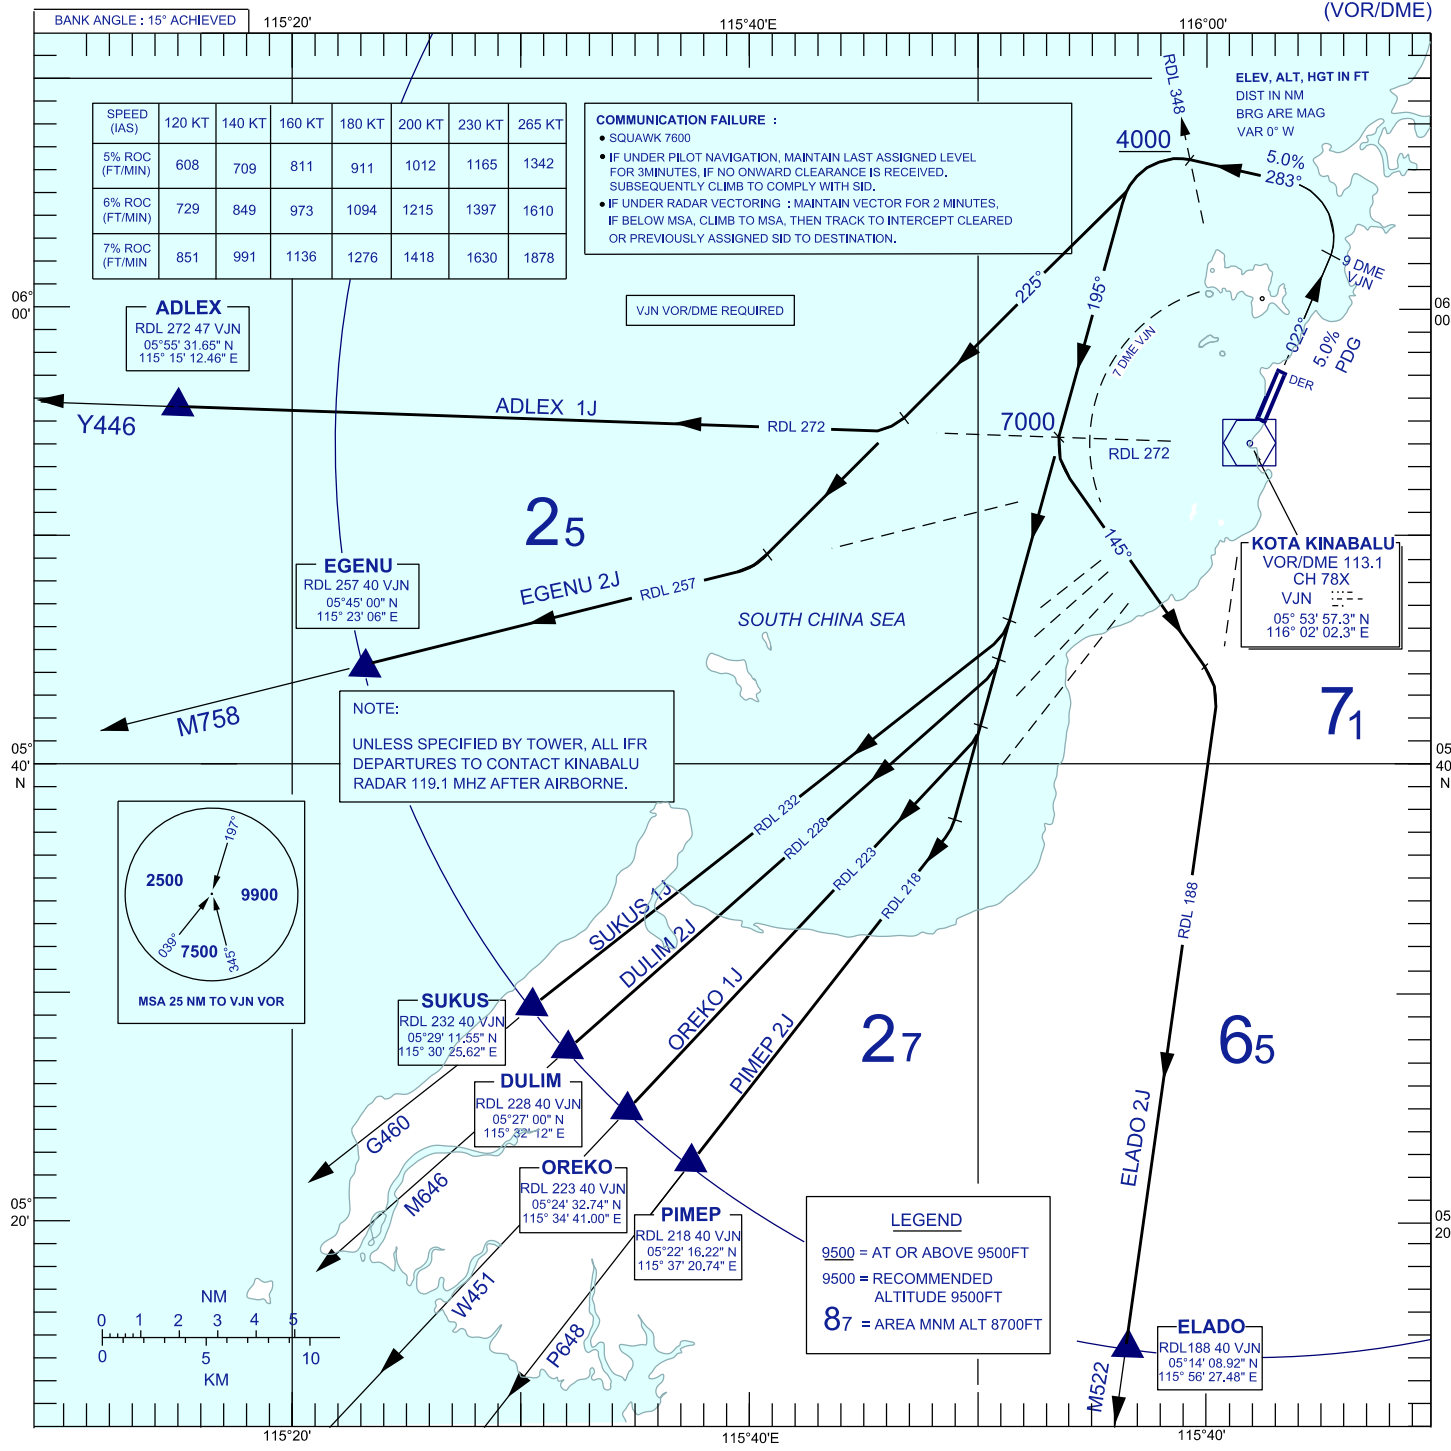 (VOR/DME)
BANK ANGLE : 15° ACHIEVED
115°20'
115°40'E
116°00'
ELEV, ALT, HGT IN FT
DIST IN NM
BRG ARE MAG
VAR 0° W
SPEED (IAS) 120 KT 140 KT 160 KT 180 KT 200 KT 230 KT 265 KT
5% ROC (FT/MIN) 608 709 811 911 1012 1165 1342
6% ROC (FT/MIN) 729 849 973 1094 1215 1397 1610
7% ROC (FT/MIN 851 991 1136 1276 1418 1630 1878
COMMUNICATION FAILURE :
• SQUAWK 7600
• IF UNDER PILOT NAVIGATION, MAINTAIN LAST ASSIGNED LEVEL
FOR 3MINUTES, IF NO ONWARD CLEARANCE IS RECEIVED.
SUBSEQUENTLY CLIMB TO COMPLY WITH SID.
• IF UNDER RADAR VECTORING : MAINTAIN VECTOR FOR 2 MINUTES,
IF BELOW MSA, CLIMB TO MSA, THEN TRACK TO INTERCEPT CLEARED
OR PREVIOUSLY ASSIGNED SID TO DESTINATION.
VJN VOR/DME REQUIRED
RDL 348
4000
5.0%
283°
9 DME
VJN
022°
5.0%
PDG
DER
225°
195°
7 DME VJN
06°
00'
06
00
ADLEX
RDL 272 47 VJN
05°55' 31.65" N
115° 15' 12.46" E
Y446
ADLEX 1J
RDL 272
7000
RDL 272
145°
25
EGENU
RDL 257 40 VJN
05°45' 00" N
115° 23' 06" E
EGENU 2J
RDL 257
M758
SOUTH CHINA SEA
KOTA KINABALU
VOR/DME 113.1
CH 78X
VJN
05° 53' 57.3" N
116° 02' 02.3" E
71
NOTE:
UNLESS SPECIFIED BY TOWER, ALL IFR
DEPARTURES TO CONTACT KINABALU
RADAR 119.1 MHZ AFTER AIRBORNE.
05°
40'
N
05
40
N
197°
2500
9900
039°
7500
345°
MSA 25 NM TO VJN VOR
RDL 232
RDL 228
RDL 223
RDL 218
RDL 188
SUKUS 1J
DULIM 2J
OREKO 1J
PIMEP 2J
ELADO 2J
SUKUS
RDL 232 40 VJN
05°29' 11.55" N
115° 30' 25.62" E
DULIM
RDL 228 40 VJN
05°27' 00" N
115° 32' 12" E
OREKO
RDL 223 40 VJN
05°24' 32.74" N
115° 34' 41.00" E
PIMEP
RDL 218 40 VJN
05°22' 16.22" N
115° 37' 20.74" E
27
65
G460
M646
W451
P648
M522
05°
20'
05
20
LEGEND
9500 = AT OR ABOVE 9500FT
9500 = RECOMMENDED
ALTITUDE 9500FT
87 = AREA MNM ALT 8700FT
ELADO
RDL188 40 VJN
05°14' 08.92" N
115° 56' 27.48" E
NM
0 1 2 3 4 5
0 5 10
KM
115°20'
115°40'E
115°40'